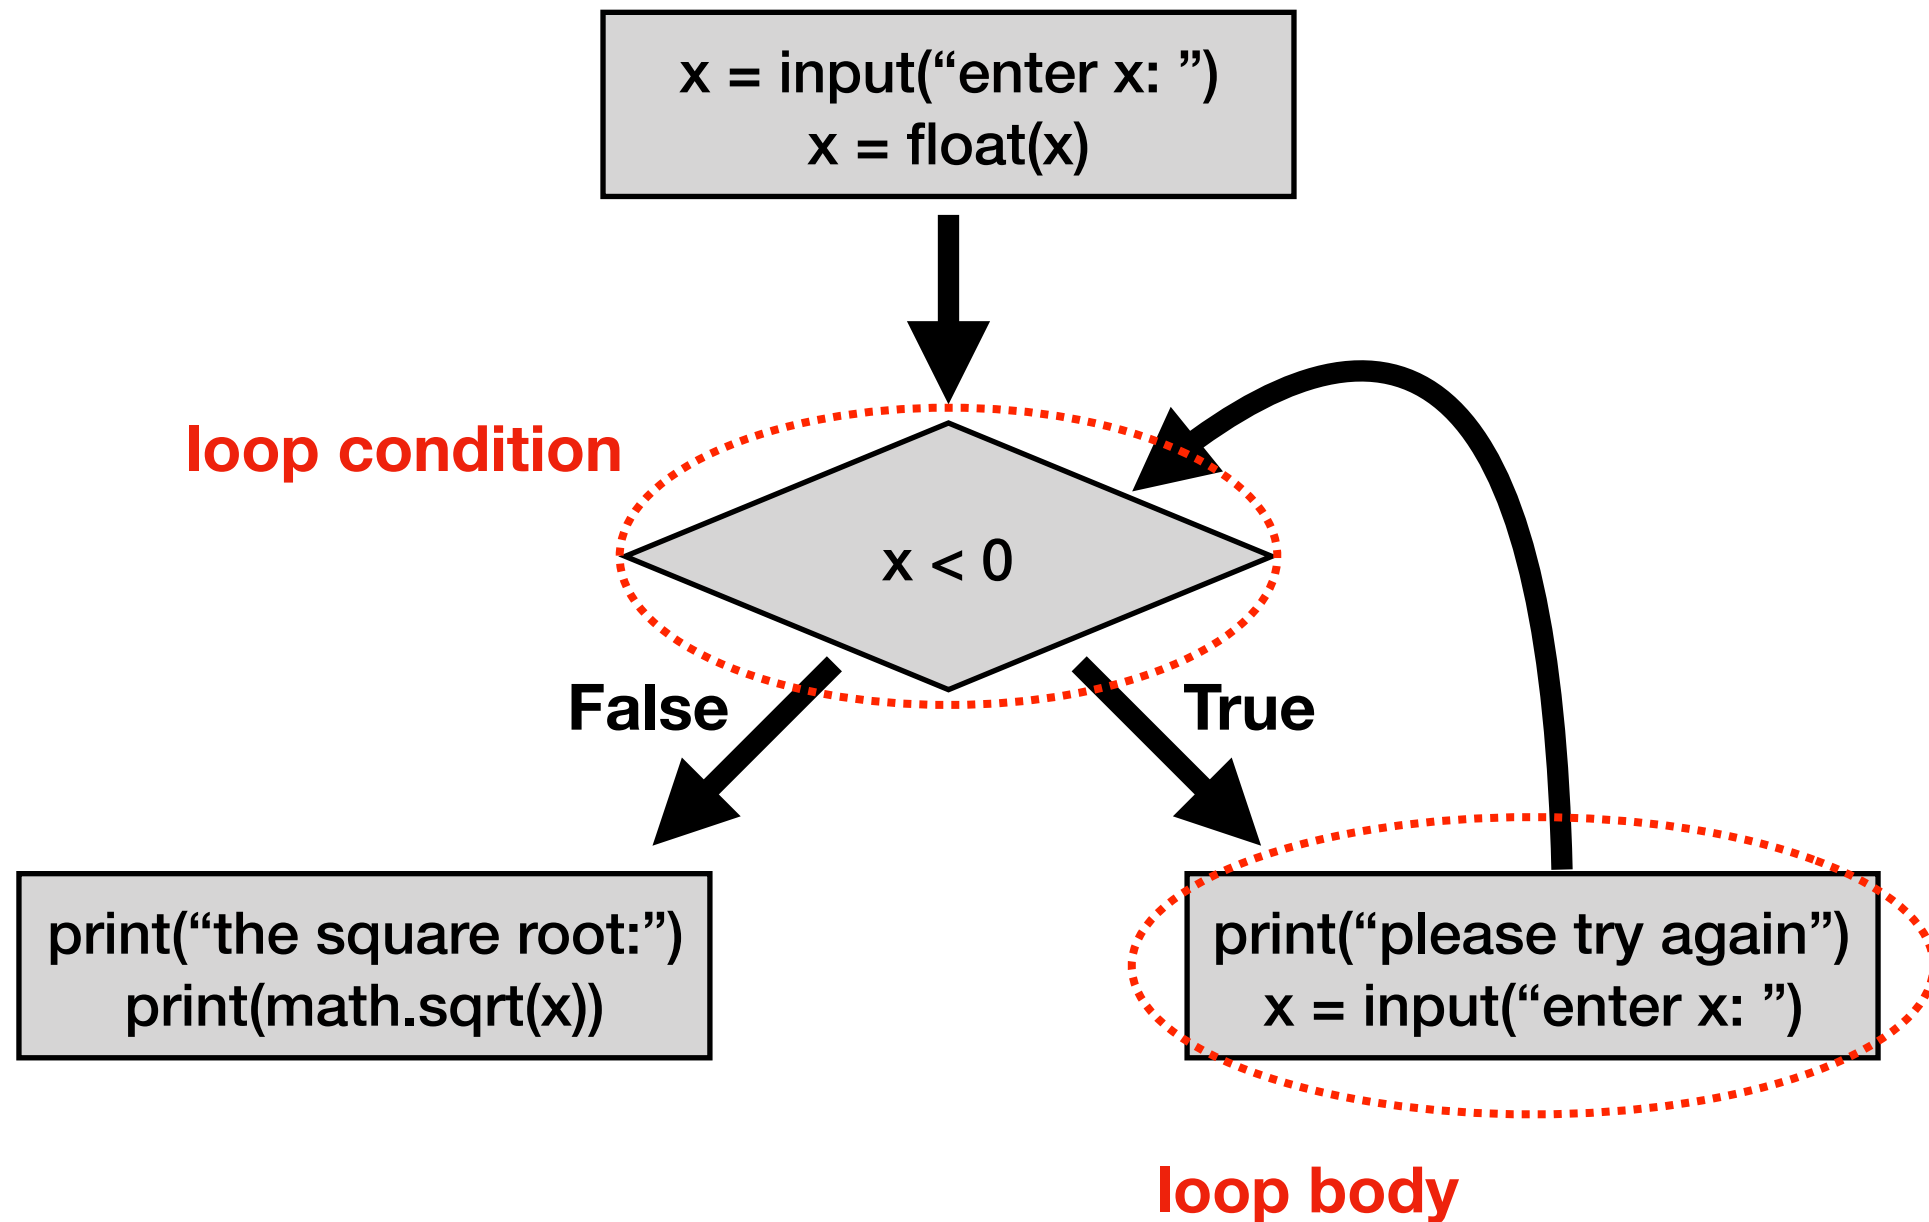 x = input(“enter x: ”)
x = float(x)
loop condition
x < 0
False
True
print(“the square root:”)
print(math.sqrt(x))
print(“please try again”)
x = input(“enter x: ”)
loop body